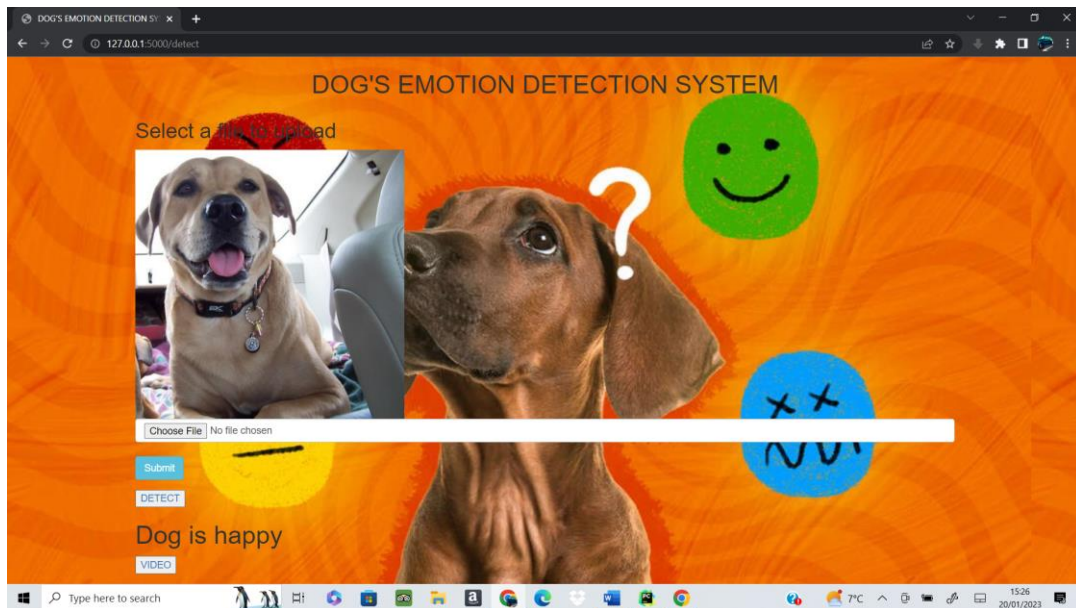 DOG'S EMOTION DETECTION SY
127.0.0.1:5000/detect
DOG'S EMOTION DETECTION SYSTEM
Select a file to upload
?
Choose File No file chosen
Submit
DETECT
Dog is happy
VIDEO
Type here to search
7°C
15:26
20/01/2023